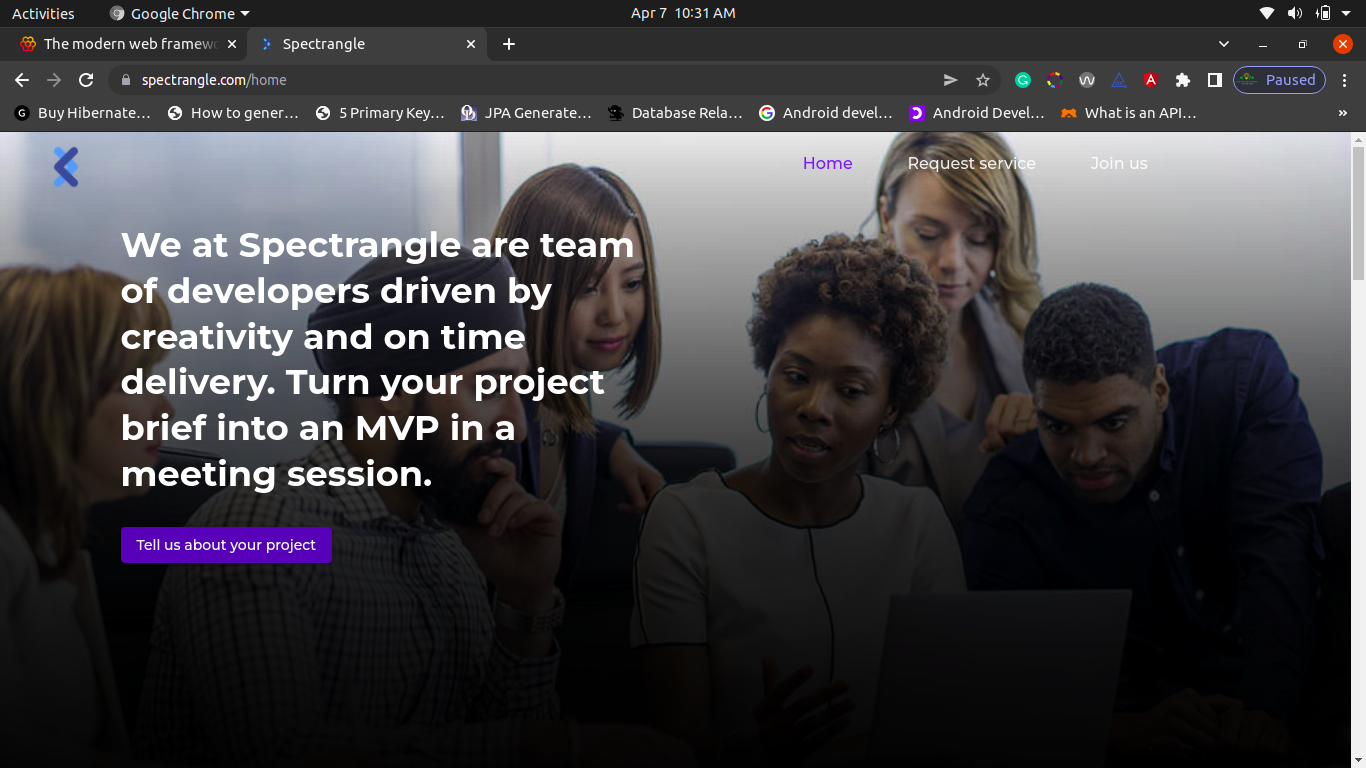 Activities Google Chrome Apr 7 10:31 AM
The modern web framewo Spectrangle
spectrangle.com/home Paused
Buy Hibernate… How to gener… 5 Primary Key… JPA Generate… Database Rela… Android devel… Android Devel… What is an API… »
Home Request service Join us
We at Spectrangle are team
of developers driven by
creativity and on time
delivery. Turn your project
brief into an MVP in a
meeting session.
Tell us about your project